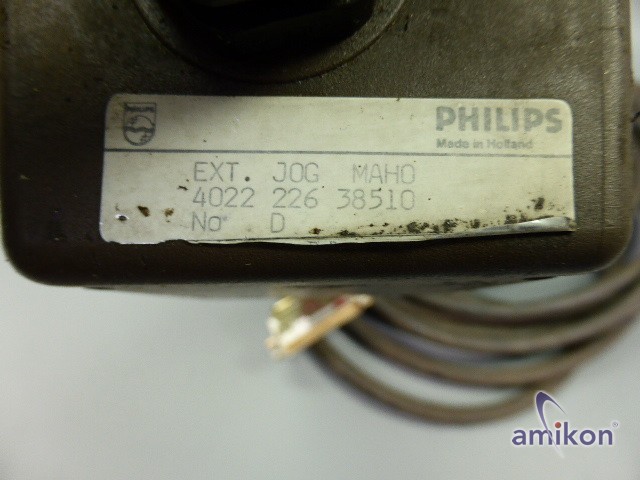 PHILIPS
Made in Holland
EXT. JOG MAHO
4022 226 38510
No D
amikon®